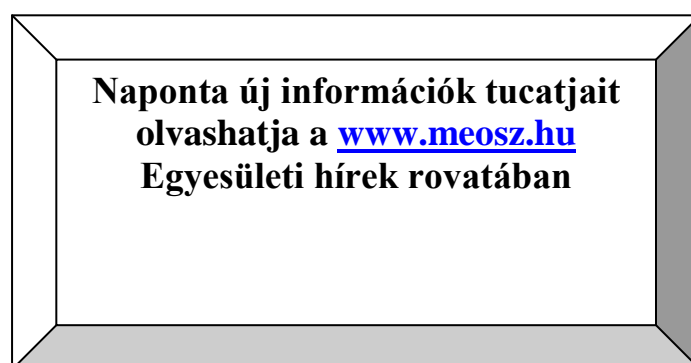 Naponta új információk tucatjait
olvashatja a www.meosz.hu
Egyesületi hírek rovatában